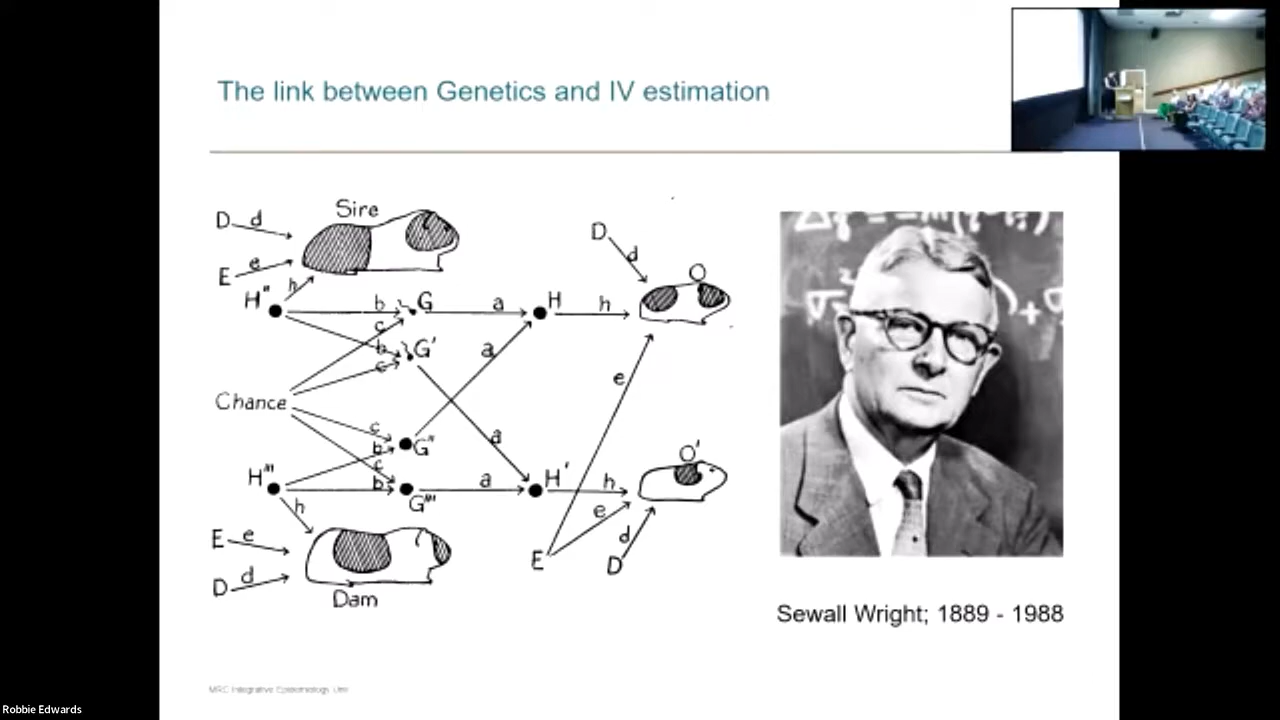 The link between Genetics and IV estimation
Sire
D d
E e
h
H" b G a H h
c
b G'
c
a
D
d
O
e
Chance
c
b G"
c
a
H"' b G"' a H' h
h
O'
e
d
E
D
E e
D d
Dam
Sewall Wright; 1889 - 1988
MRC Integrative Epidemiology Unit
Robbie Edwards